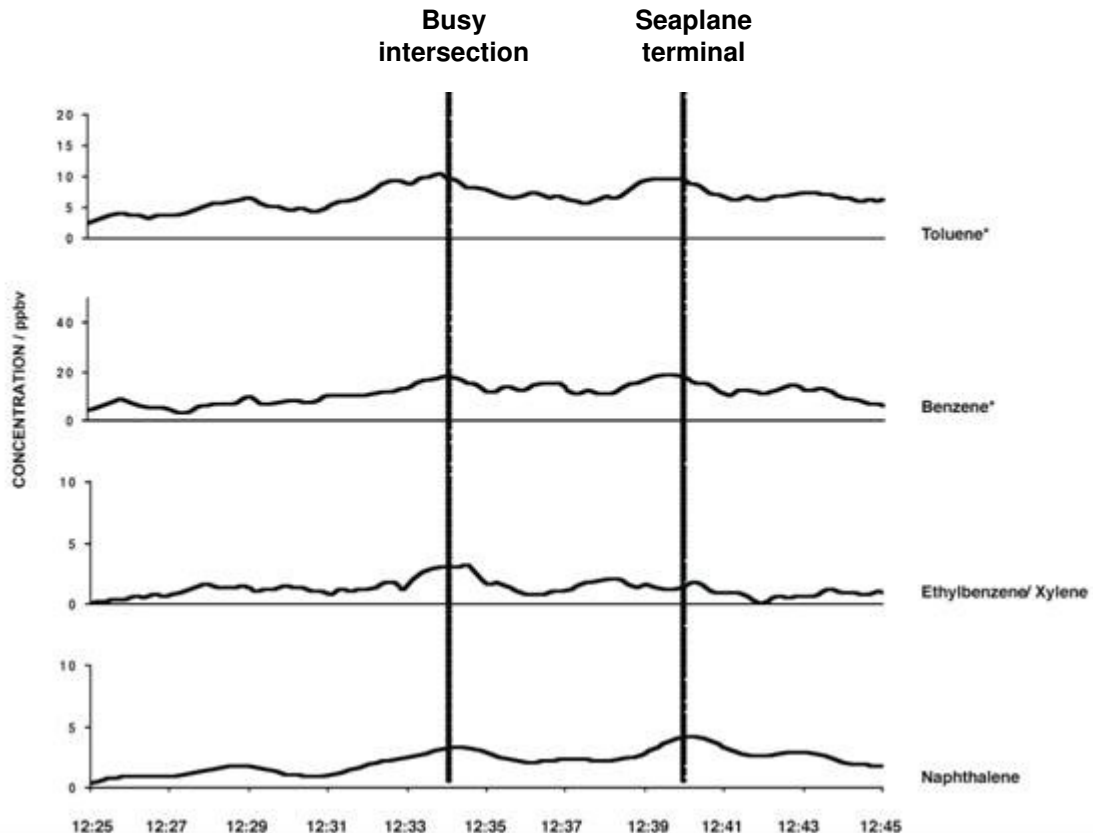 Busy
intersection
Seaplane
terminal
20
15
10
5
0
Toluene*
CONCENTRATION / ppbv
40
20
0
Benzene*
10
5
0
Ethylbenzene/ Xylene
10
5
0
Naphthalene
12:25 12:27 12:29 12:31 12:33 12:35 12:37 12:39 12:41 12:43 12:45